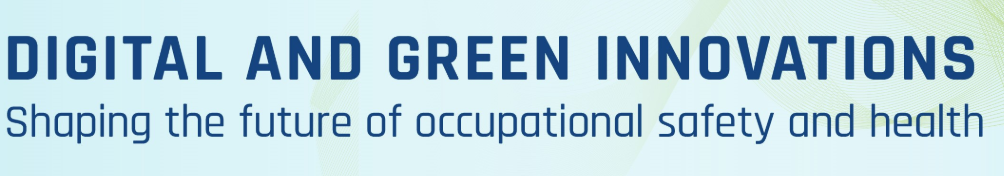 DIGITAL AND GREEN INNOVATIONS
Shaping the future of occupational safety and health